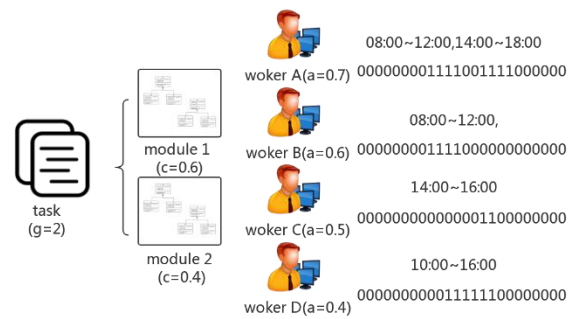 08:00~12:00,14:00~18:00
woker A(a=0.7)
000000001111001111000000
module 1
(c=0.6)
08:00~12:00,
woker B(a=0.6)
000000001111000000000000
task
(g=2)
14:00~16:00
woker C(a=0.5)
000000000000001100000000
module 2
(c=0.4)
10:00~16:00
woker D(a=0.4)
000000000011111100000000